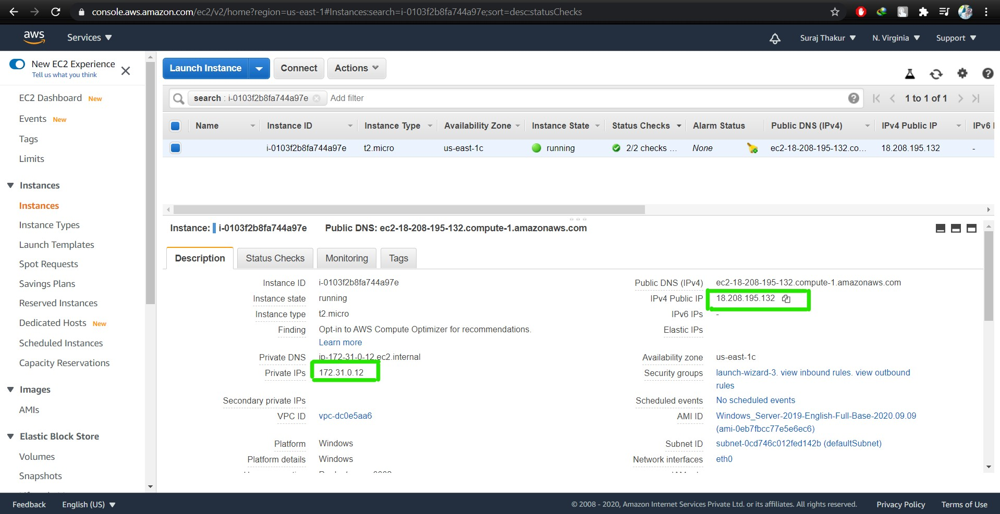 console.aws.amazon.com/ec2/v2/home?region=us-east-1#Instances:search=i-0103f2b8fa744a97e;sort=desc:statusChecks
aws
Services
Suraj Thakur
N. Virginia
Support
New EC2 Experience
Tell us what you think
EC2 Dashboard New
Events New
Tags
Limits
Instances
Instances
Instance Types
Launch Templates
Spot Requests
Savings Plans
Reserved Instances
Dedicated Hosts New
Scheduled Instances
Capacity Reservations
Images
AMIs
Elastic Block Store
Volumes
Snapshots
Launch Instance
Connect
Actions
search : i-0103f2b8fa744a97e
Add filter
1 to 1 of 1
Name
Instance ID
Instance Type
Availability Zone
Instance State
Status Checks
Alarm Status
Public DNS (IPv4)
IPv4 Public IP
IPv6 I
i-0103f2b8fa744a97e
t2.micro
us-east-1c
running
2/2 checks ...
None
ec2-18-208-195-132.co...
18.208.195.132
-
Instance: i-0103f2b8fa744a97e Public DNS: ec2-18-208-195-132.compute-1.amazonaws.com
Description
Status Checks
Monitoring
Tags
Instance ID i-0103f2b8fa744a97e
Instance state running
Instance type t2.micro
Finding Opt-in to AWS Compute Optimizer for recommendations.
Learn more
Private DNS ip-172-31-0-12.ec2.internal
Private IPs 172.31.0.12
Secondary private IPs
VPC ID vpc-dc0e5aa6
Platform Windows
Platform details Windows
Public DNS (IPv4) ec2-18-208-195-132.compute-1.amazonaws.com
IPv4 Public IP 18.208.195.132
IPv6 IPs -
Elastic IPs
Availability zone us-east-1c
Security groups launch-wizard-3. view inbound rules. view outbound
rules
Scheduled events No scheduled events
AMI ID Windows_Server-2019-English-Full-Base-2020.09.09
(ami-0eb7fbcc77e5e6ec6)
Subnet ID subnet-0cd746c012fed142b (defaultSubnet)
Network interfaces eth0
Feedback
English (US)
© 2008 - 2020, Amazon Internet Services Private Ltd. or its affiliates. All rights reserved.
Privacy Policy
Terms of Use